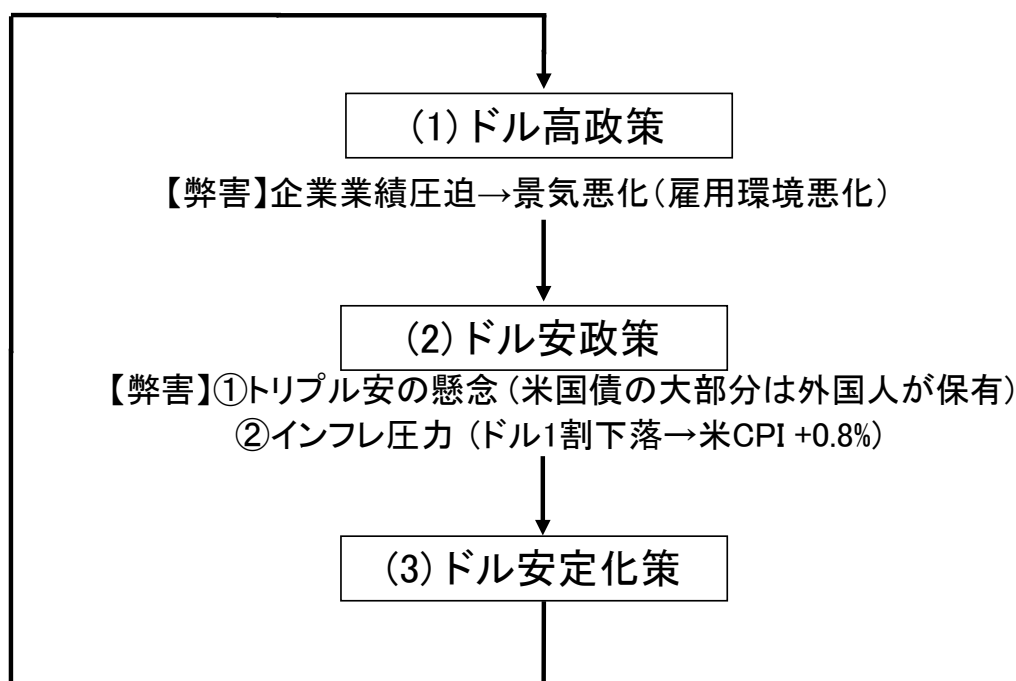 (1)ドル高政策
【弊害】企業業績圧迫→景気悪化(雇用環境悪化)
(2)ドル安政策
【弊害】①トリプル安の懸念(米国債の大部分は外国人が保有)
②インフレ圧力(ドル1割下落→米CPI +0.8%)
(3)ドル安定化策